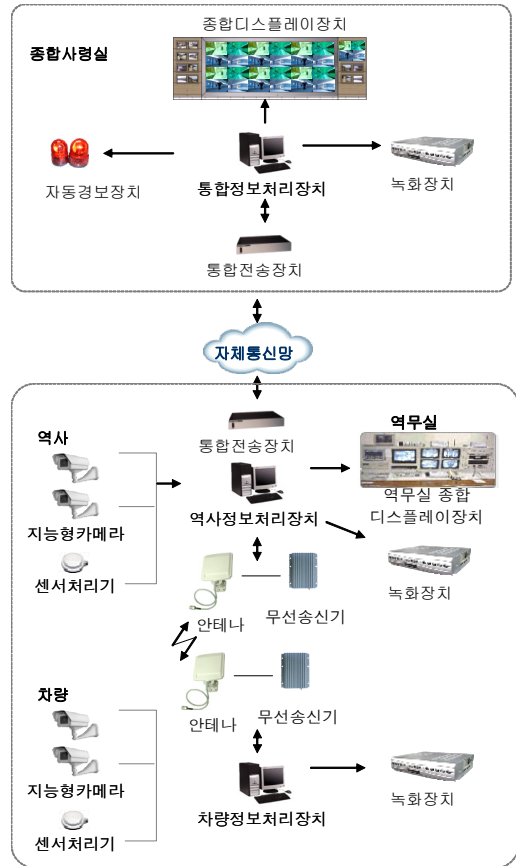 종합디스플레이장치
종합사령실
자동경보장치
통합정보처리장치
녹화장치
통합전송장치
자체통신망
역사
통합전송장치
역무실
지능형카메라
역사정보처리장치
역무실 종합
디스플레이장치
센서처리기
녹화장치
안테나
무선송신기
차량
안테나
무선송신기
지능형카메라
차량정보처리장치
녹화장치
센서처리기